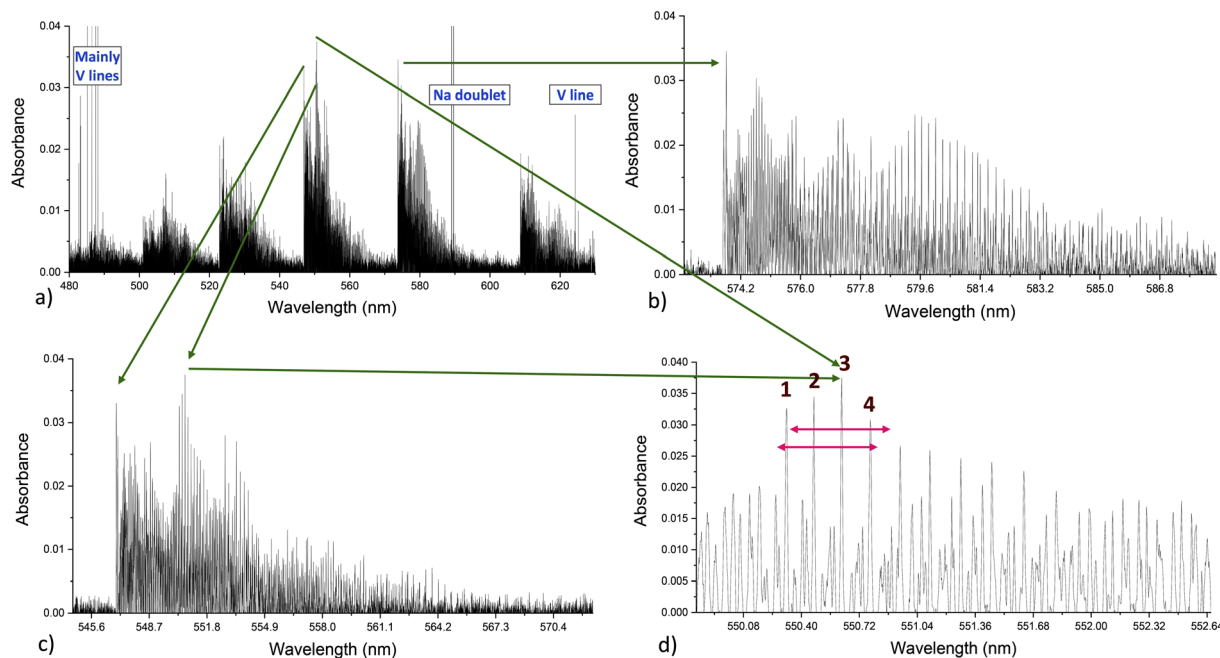 0.04
0.03
0.02
0.01
0.00
Absorbance
Mainly
V lines
Na doublet
V line
480 500 520 540 560 580 600 620
Wavelength (nm)
a)
0.04
0.03
0.02
0.01
0.00
Absorbance
574.2 576.0 577.8 579.6 581.4 583.2 585.0 586.8
Wavelength (nm)
b)
0.04
0.03
0.02
0.01
0.00
Absorbance
545.6 548.7 551.8 554.9 558.0 561.1 564.2 567.3 570.4
Wavelength (nm)
c)
0.040
0.035
0.030
0.025
0.020
0.015
0.010
0.005
0.000
Absorbance
1 2 3 4
550.08 550.40 550.72 551.04 551.36 551.68 552.00 552.32 552.64
Wavelength (nm)
d)